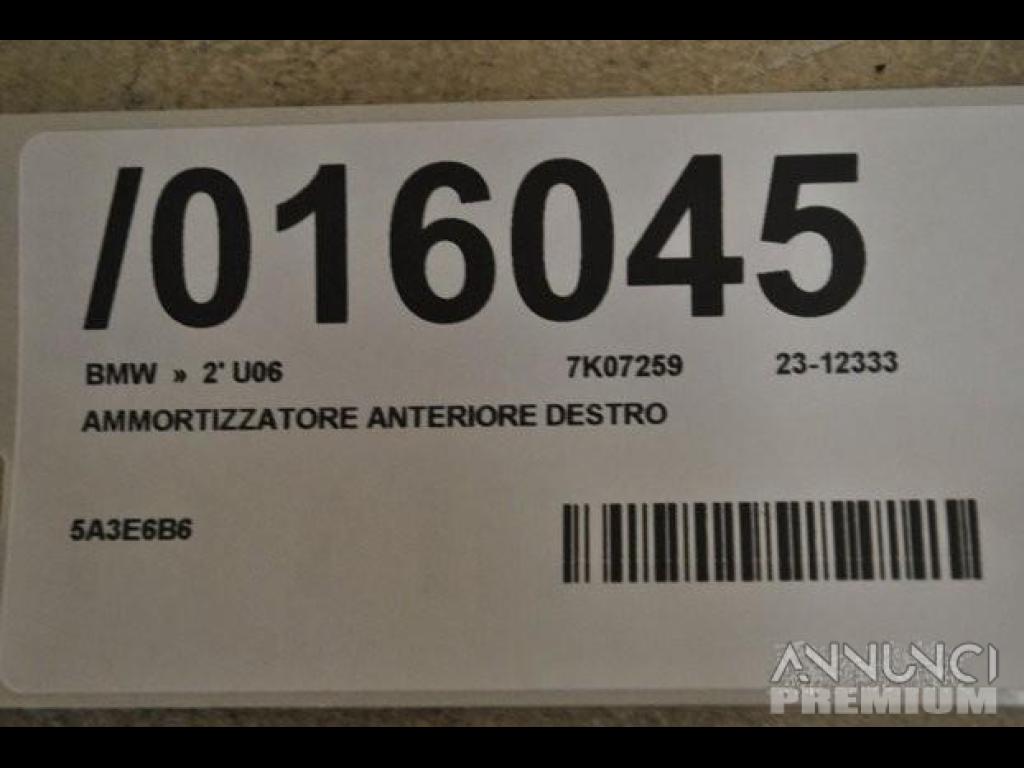 /016045
BMW » 2* U06 7K07259 23-12333
AMMORTIZZATORE ANTERIORE DESTRO
5A3E6B6
ANNUNCI
PREMIUM